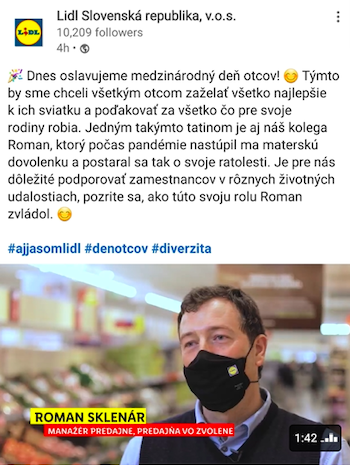 LIDL
Lidl Slovenská republika, v.o.s.
10,209 followers
4h •
🎉 Dnes oslavujeme medzinárodný deň otcov! 😊 Týmto
by sme chceli všetkým otcom zaželať všetko najlepšie
k ich sviatku a poďakovať za všetko čo pre svoje
rodiny robia. Jedným takýmto tatinom je aj náš kolega
Roman, ktorý počas pandémie nastúpil ma materskú
dovolenku a postaral sa tak o svoje ratolesti. Je pre nás
dôležité podporovať zamestnancov v rôznych životných
udalostiach, pozrite sa, ako túto svoju rolu Roman
zvládol. 😊
#ajjasomlidl #denotcov #diverzita
ROMAN SKLENÁR
MANAŽÉR PREDAJNE, PREDAJŇA VO ZVOLENE
1:42